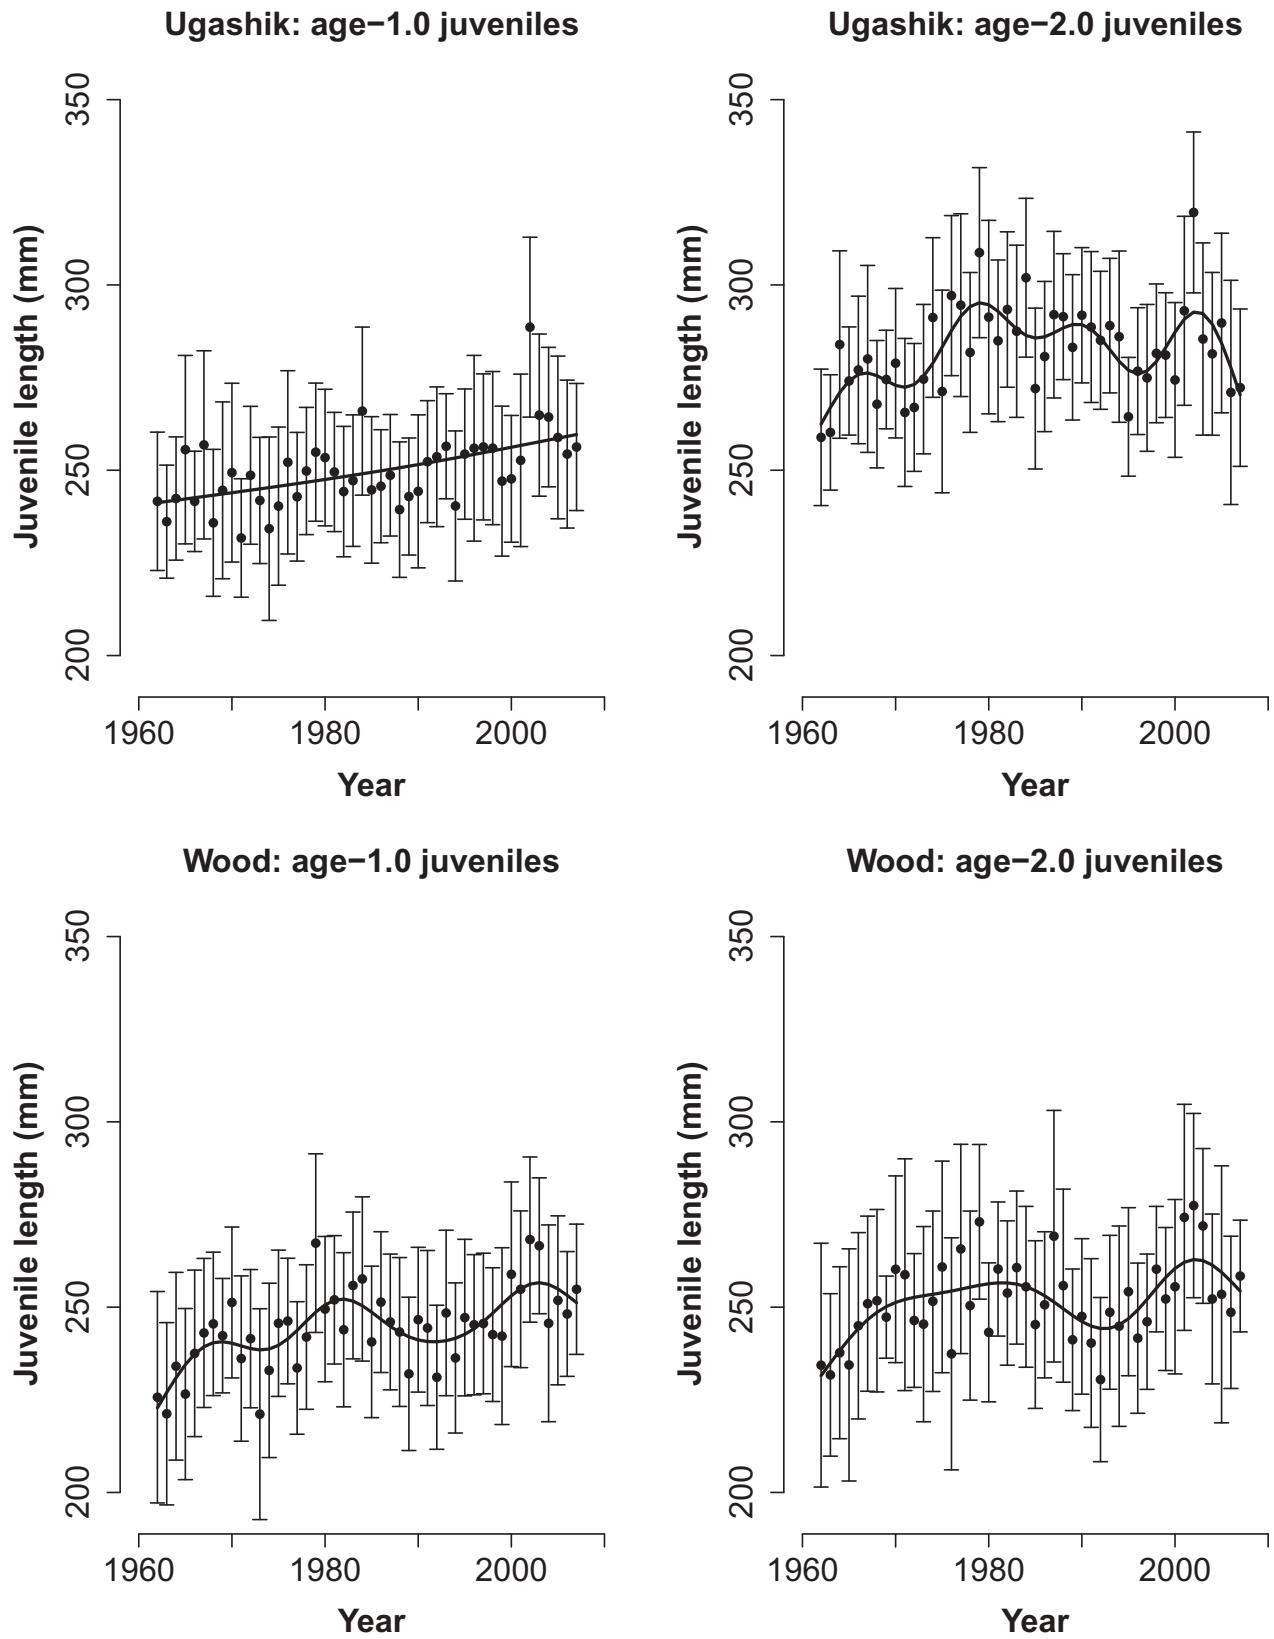 Ugashik: age−1.0 juveniles
Juvenile length (mm)
350
300
250
200
1960 1980 2000
Year
Ugashik: age−2.0 juveniles
Juvenile length (mm)
350
300
250
200
1960 1980 2000
Year
Wood: age−1.0 juveniles
Juvenile length (mm)
350
300
250
200
1960 1980 2000
Year
Wood: age−2.0 juveniles
Juvenile length (mm)
350
300
250
200
1960 1980 2000
Year